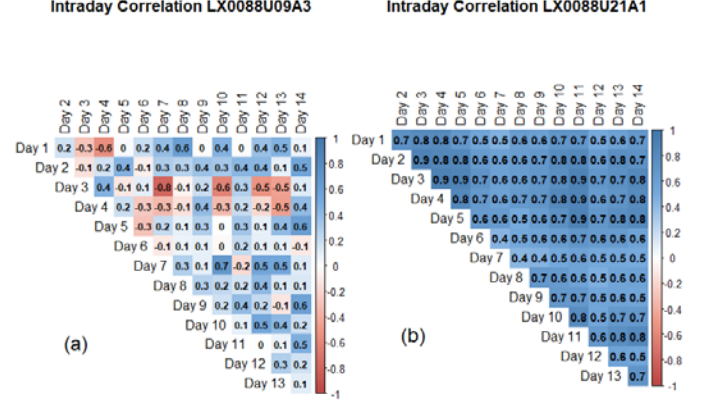 Intraday Correlation LX0088U09A3
Intraday Correlation LX0088U21A1
Day 2 Day 3 Day 4 Day 5 Day 6 Day 7 Day 8 Day 9 Day 10 Day 11 Day 12 Day 13 Day 14
Day 1 0.2 -0.3 -0.6 0 0.2 0.4 0.6 0 0.4 0 0.4 0.5 0.1
Day 2 -0.1 0.2 0.4 -0.1 0.3 0.3 0.4 0.3 0.4 0.4 0.1 0.5
Day 3 0.4 -0.1 0.1 -0.8 -0.1 0.2 -0.6 0.3 -0.5 -0.5 0.1
Day 4 0.2 -0.3 -0.3 -0.1 0.4 -0.3 0.2 -0.2 -0.5 0.4
Day 5 -0.3 0.2 0.1 0.3 0 0.3 0.1 0.4 0.6
Day 6 -0.1 0.1 0.1 0 0.2 0.1 0.1 -0.1
Day 7 0.3 0.1 0.7 -0.2 0.5 0.5 0.1
Day 8 0.3 0.2 0.2 0.4 0.1 0.1
Day 9 0.2 0.4 0.2 -0.1 0.6
Day 10 0.1 0.5 0.4 0.2
Day 11 0 0.1 0.5
Day 12 0.3 0.2
Day 13 0.1
1
0.8
0.6
0.4
0.2
0
-0.2
-0.4
-0.6
-0.8
-1
(a)
Day 2 Day 3 Day 4 Day 5 Day 6 Day 7 Day 8 Day 9 Day 10 Day 11 Day 12 Day 13 Day 14
Day 1 0.7 0.8 0.8 0.7 0.5 0.5 0.6 0.6 0.7 0.7 0.5 0.6 0.7
Day 2 0.9 0.8 0.8 0.6 0.6 0.6 0.7 0.8 0.8 0.6 0.7 0.8
Day 3 0.9 0.9 0.7 0.6 0.6 0.7 0.8 0.9 0.7 0.7 0.8
Day 4 0.8 0.7 0.6 0.7 0.7 0.8 0.9 0.6 0.7 0.8
Day 5 0.6 0.6 0.5 0.6 0.7 0.9 0.7 0.8 0.8
Day 6 0.4 0.5 0.6 0.6 0.7 0.6 0.6 0.6
Day 7 0.4 0.4 0.5 0.6 0.5 0.5 0.5
Day 8 0.7 0.6 0.6 0.5 0.6 0.6
Day 9 0.7 0.7 0.5 0.6 0.5
Day 10 0.8 0.5 0.7 0.7
Day 11 0.6 0.8 0.8
Day 12 0.6 0.5
Day 13 0.7
1
0.8
0.6
0.4
0.2
0
-0.2
-0.4
-0.6
-0.8
-1
(b)